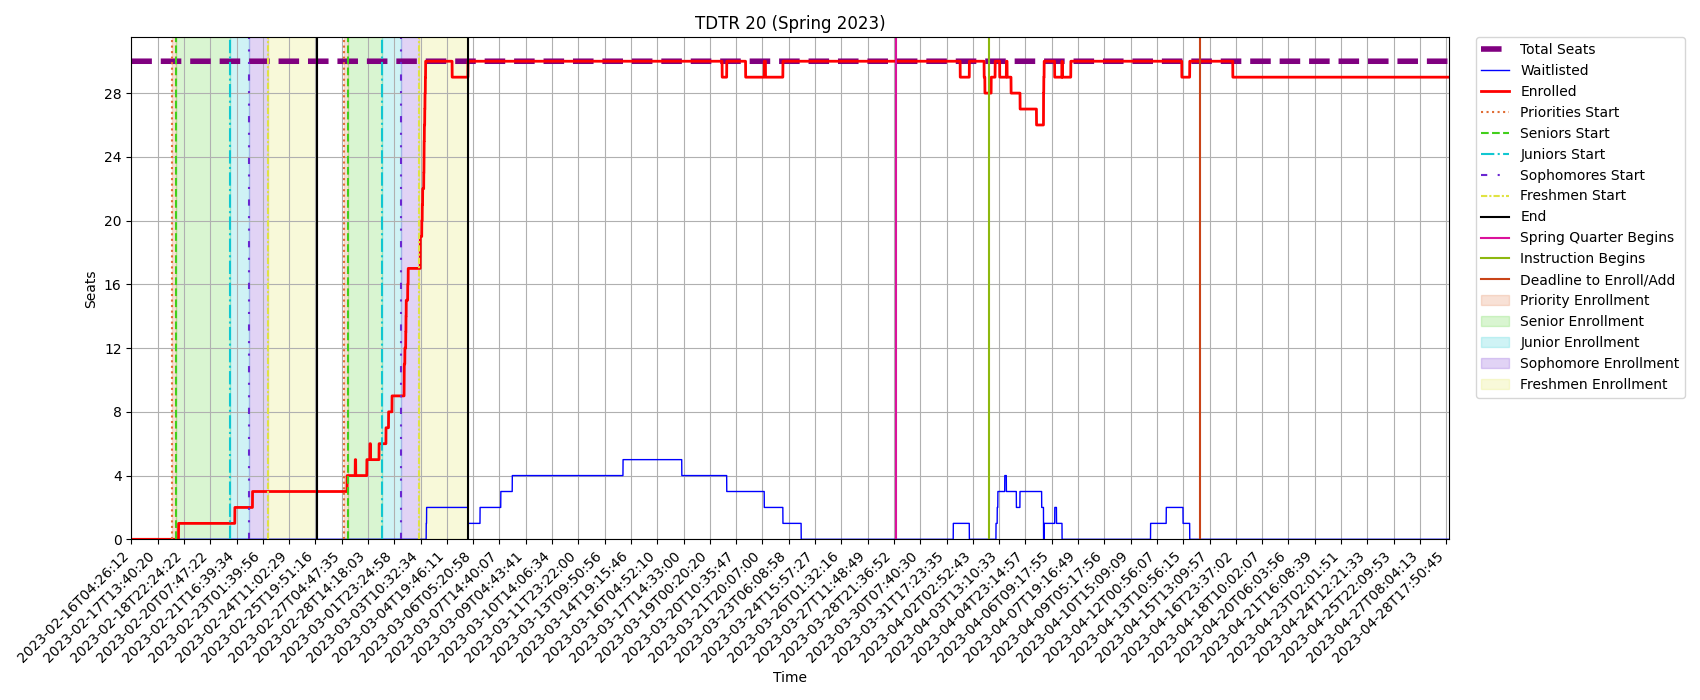 TDTR 20 (Spring 2023)
Seats
28
24
20
16
12
8
4
0
2023-02-16T04:26:12
2023-02-17T13:40:20
2023-02-18T22:24:22
2023-02-20T07:47:22
2023-02-21T16:39:34
2023-02-23T01:39:56
2023-02-24T11:02:29
2023-02-25T19:51:16
2023-02-27T04:47:35
2023-02-28T14:18:03
2023-03-01T23:24:58
2023-03-03T10:32:34
2023-03-04T19:46:11
2023-03-06T05:20:58
2023-03-07T14:40:07
2023-03-09T04:43:41
2023-03-10T14:06:34
2023-03-11T23:22:00
2023-03-13T09:50:56
2023-03-14T19:15:46
2023-03-16T04:52:10
2023-03-17T14:33:00
2023-03-19T00:20:20
2023-03-20T10:35:47
2023-03-21T20:07:00
2023-03-23T06:08:58
2023-03-24T15:57:27
2023-03-26T01:32:16
2023-03-27T11:48:49
2023-03-28T21:36:52
2023-03-30T07:40:30
2023-03-31T17:23:35
2023-04-02T02:52:43
2023-04-03T13:10:33
2023-04-04T23:14:57
2023-04-06T09:17:55
2023-04-07T19:16:49
2023-04-09T05:17:56
2023-04-10T15:09:09
2023-04-12T00:56:07
2023-04-13T10:56:15
2023-04-15T13:09:57
2023-04-16T23:37:02
2023-04-18T10:02:07
2023-04-20T06:03:56
2023-04-21T16:08:39
2023-04-23T02:01:51
2023-04-24T12:21:33
2023-04-25T22:09:53
2023-04-27T08:04:13
2023-04-28T17:50:45
Time
Total Seats
Waitlisted
Enrolled
Priorities Start
Seniors Start
Juniors Start
Sophomores Start
Freshmen Start
End
Spring Quarter Begins
Instruction Begins
Deadline to Enroll/Add
Priority Enrollment
Senior Enrollment
Junior Enrollment
Sophomore Enrollment
Freshmen Enrollment